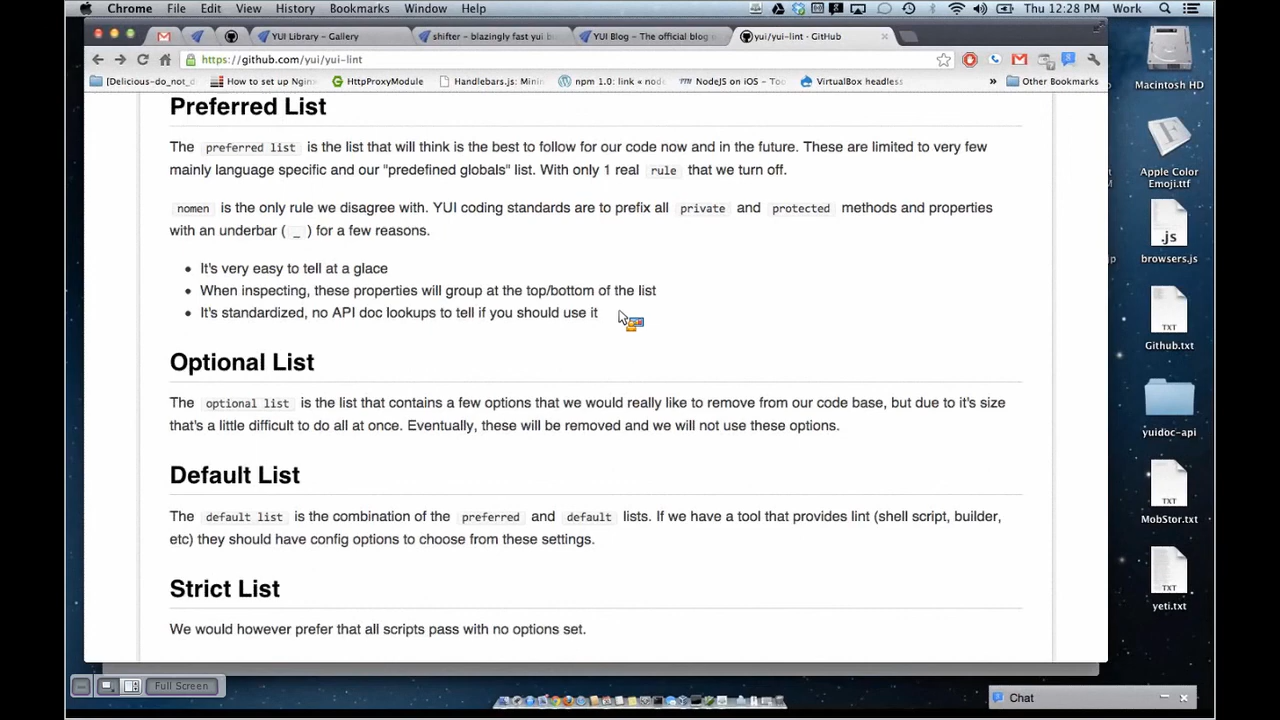 Chrome File Edit View History Bookmarks Window Help Thu 12:28 PM Work
YUI Library - Gallery shifter - blazingly fast yui b YUI Blog - The official blog yui/yui-lint · GitHub
https://github.com/yui/yui-lint
[Delicious-do_not_d How to set up Nginx HttpProxyModule Handlebars.js: Minin npm 1.0: link « node NodeJS on iOS – Too VirtualBox headless » Other Bookmarks
Preferred List
The preferred list is the list that will think is the best to follow for our code now and in the future. These are limited to very few
mainly language specific and our "predefined globals" list. With only 1 real rule that we turn off.
nomen is the only rule we disagree with. YUI coding standards are to prefix all private and protected methods and properties
with an underbar ( _ ) for a few reasons.
• It's very easy to tell at a glace
• When inspecting, these properties will group at the top/bottom of the list
• It's standardized, no API doc lookups to tell if you should use it
Optional List
The optional list is the list that contains a few options that we would really like to remove from our code base, but due to it's size
that's a little difficult to do all at once. Eventually, these will be removed and we will not use these options.
Default List
The default list is the combination of the preferred and default lists. If we have a tool that provides lint (shell script, builder,
etc) they should have config options to choose from these settings.
Strict List
We would however prefer that all scripts pass with no options set.
Macintosh HD
Apple Color
Emoji.ttf
.js
browsers.js
TXT
Github.txt
yuidoc-api
TXT
MobStor.txt
TXT
yeti.txt
Full Screen
Chat